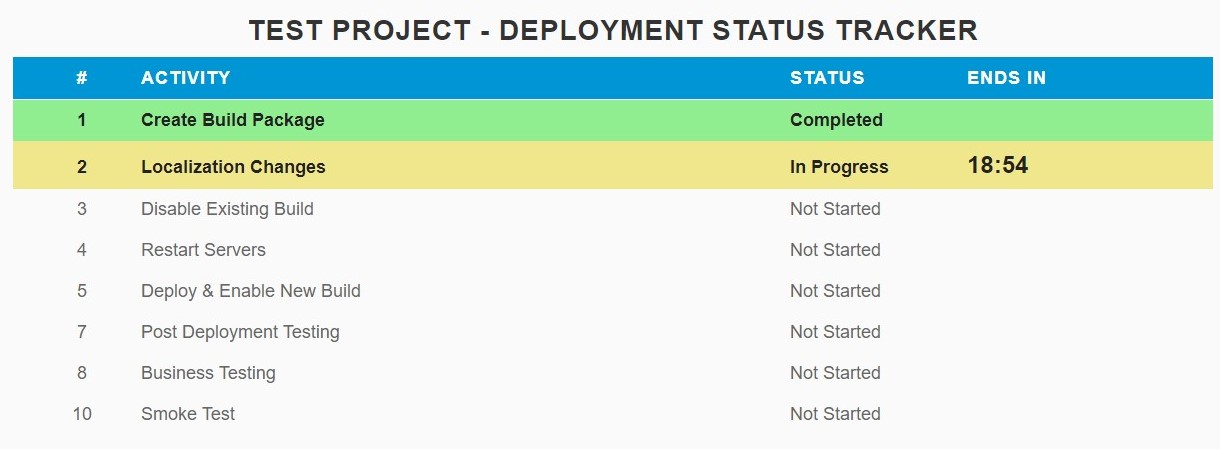 TEST PROJECT - DEPLOYMENT STATUS TRACKER
# ACTIVITY STATUS ENDS IN
1 Create Build Package Completed
2 Localization Changes In Progress 18:54
3 Disable Existing Build Not Started
4 Restart Servers Not Started
5 Deploy & Enable New Build Not Started
7 Post Deployment Testing Not Started
8 Business Testing Not Started
10 Smoke Test Not Started